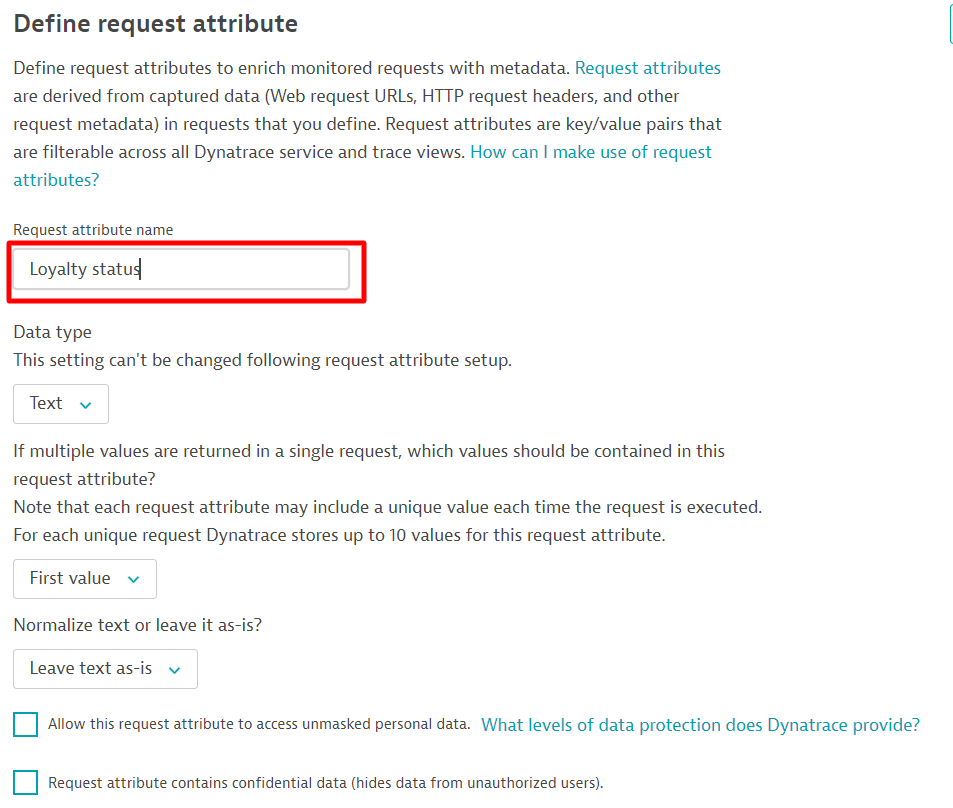 Define request attribute
Define request attributes to enrich monitored requests with metadata. Request attributes
are derived from captured data (Web request URLs, HTTP request headers, and other
request metadata) in requests that you define. Request attributes are key/value pairs that
are filterable across all Dynatrace service and trace views. How can I make use of request
attributes?
Request attribute name
Loyalty status
Data type
This setting can't be changed following request attribute setup.
Text
If multiple values are returned in a single request, which values should be contained in this
request attribute?
Note that each request attribute may include a unique value each time the request is executed.
For each unique request Dynatrace stores up to 10 values for this request attribute.
First value
Normalize text or leave it as-is?
Leave text as-is
Allow this request attribute to access unmasked personal data. What levels of data protection does Dynatrace provide?
Request attribute contains confidential data (hides data from unauthorized users).